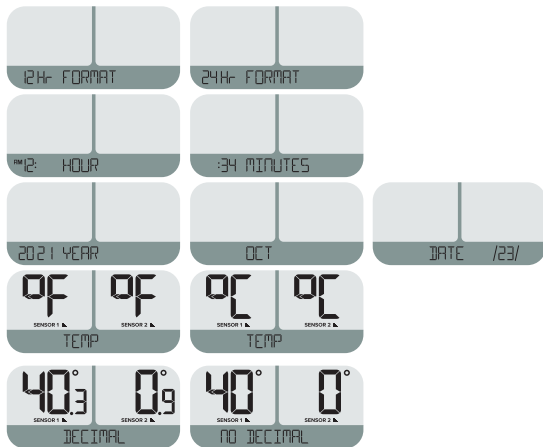 12Hr FORMAT
24Hr FORMAT
AM 12: HOUR
:34 MINUTES
2021 YEAR
OCT
DATE /23/
°F °F
SENSOR 1 SENSOR 2
TEMP
°C °C
SENSOR 1 SENSOR 2
TEMP
40.3° 0.9°
SENSOR 1 SENSOR 2
DECIMAL
40° 0°
SENSOR 1 SENSOR 2
NO DECIMAL